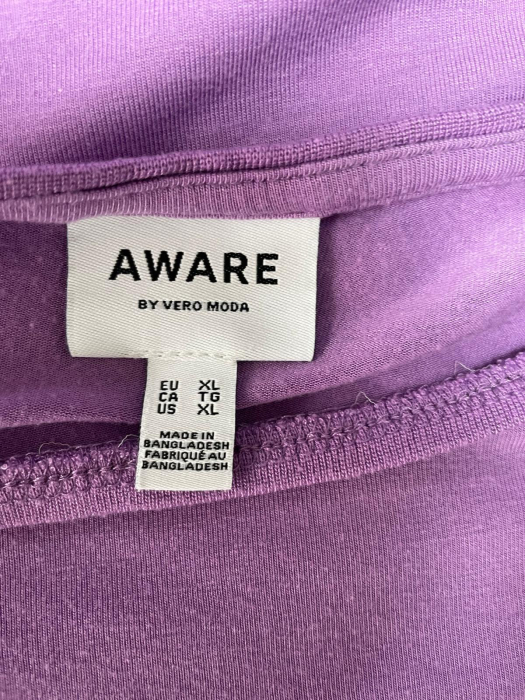 AWARE
BY VERO MODA
EU XL
CA TG
US XL
MADE IN
BANGLADESH
FABRIQUÉ AU
BANGLADESH